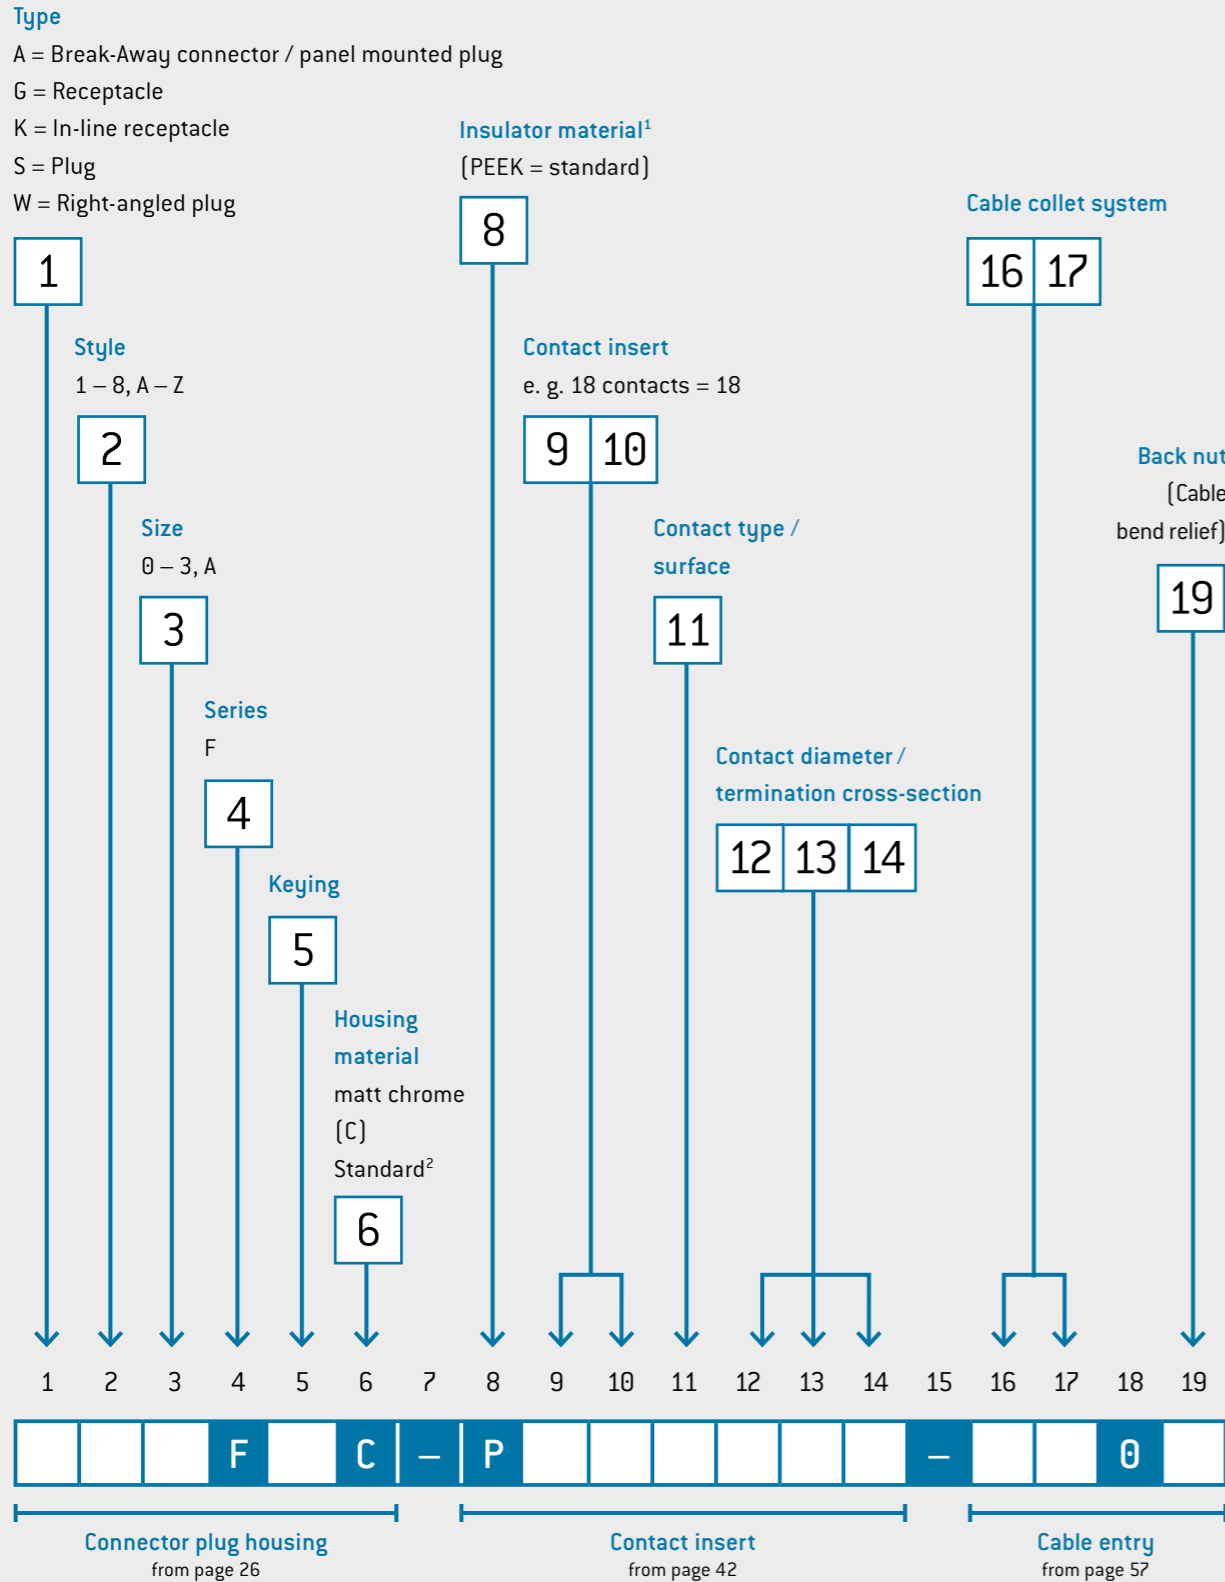 Type
A = Break-Away connector / panel mounted plug
G = Receptacle
K = In-line receptacle
S = Plug
W = Right-angled plug
1
Style
1 – 8, A – Z
2
Size
0 – 3, A
3
Series
F
4
Keying
5
Housing
material
matt chrome
(C)
Standard²
6
Insulator material¹
(PEEK = standard)
8
Contact insert
e. g. 18 contacts = 18
9 10
Contact type /
surface
11
Contact diameter /
termination cross-section
12 13 14
Cable collet system
16 17
Back nut
(Cable
bend relief)
19
1 2 3 4 5 6 7 8 9 10 11 12 13 14 15 16 17 18 19
F C – P – 0
Connector plug housing
from page 26
Contact insert
from page 42
Cable entry
from page 57